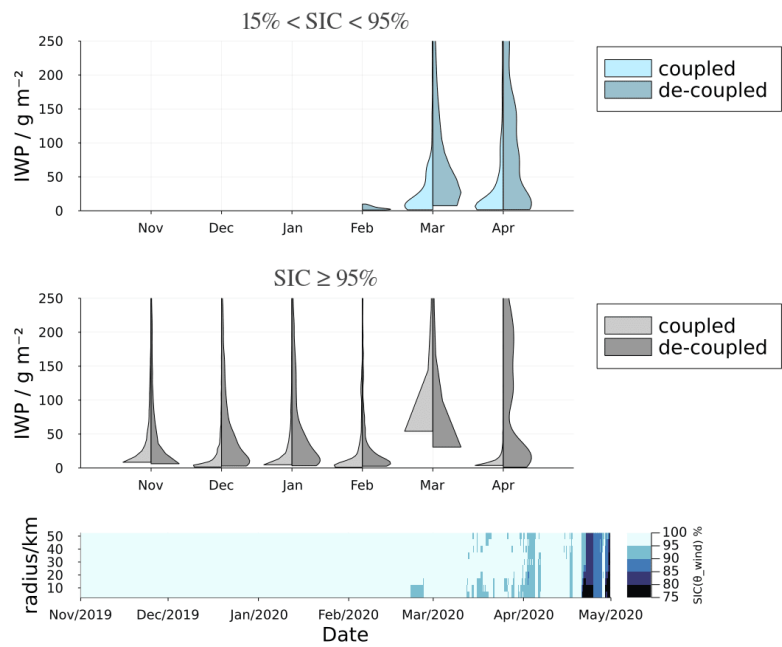 15% < SIC < 95%
250
200
150
100
50
0
IWP / g m⁻²
Nov Dec Jan Feb Mar Apr
coupled
de-coupled
SIC ≥ 95%
250
200
150
100
50
0
IWP / g m⁻²
Nov Dec Jan Feb Mar Apr
coupled
de-coupled
radius/km
50
40
30
20
10
100
95
90
85
80
75
SIC(θ_wind) %
Nov/2019 Dec/2019 Jan/2020 Feb/2020 Mar/2020 Apr/2020 May/2020
Date